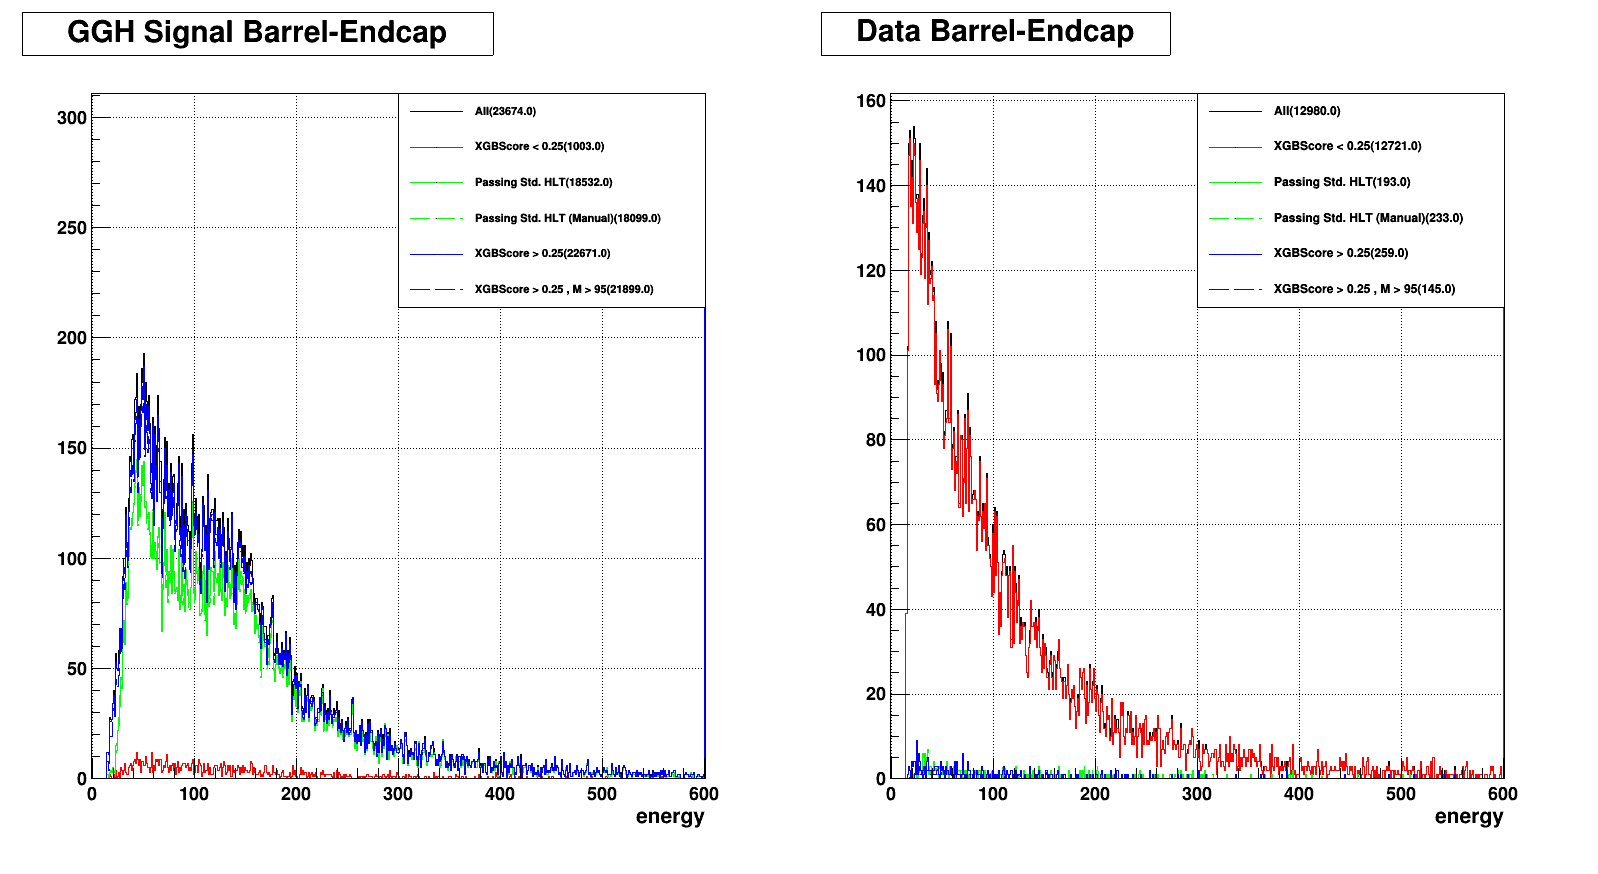 GGH Signal Barrel-Endcap
All(23674.0)
XGBScore < 0.25(1003.0)
Passing Std. HLT(18532.0)
Passing Std. HLT (Manual)(18099.0)
XGBScore > 0.25(22671.0)
XGBScore > 0.25 , M > 95(21899.0)
300
250
200
150
100
50
0
0 100 200 300 400 500 600
energy
Data Barrel-Endcap
All(12980.0)
XGBScore < 0.25(12721.0)
Passing Std. HLT(193.0)
Passing Std. HLT (Manual)(233.0)
XGBScore > 0.25(259.0)
XGBScore > 0.25 , M > 95(145.0)
160
140
120
100
80
60
40
20
0
0 100 200 300 400 500 600
energy